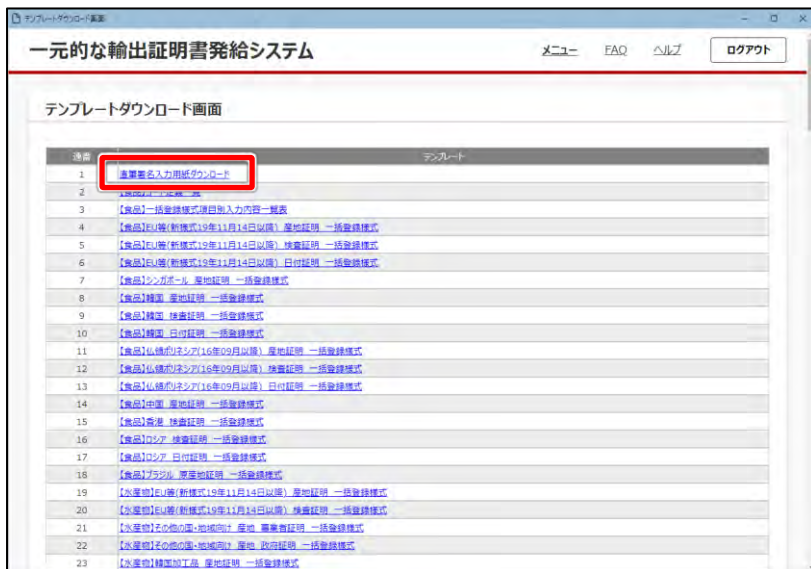 テンプレートダウンロード画面
一元的な輸出証明書発給システム
メニュー FAQ ヘルプ ログアウト
テンプレートダウンロード画面
連番 テンプレート
1 直筆署名入力用紙ダウンロード
2
3 【食品】一括登録様式項目別入力内容一覧表
4 【食品】EU等(新様式19年11月14日以降) 産地証明 一括登録様式
5 【食品】EU等(新様式19年11月14日以降) 検査証明 一括登録様式
6 【食品】EU等(新様式19年11月14日以降) 日付証明 一括登録様式
7 【食品】シンガポール 産地証明 一括登録様式
8 【食品】韓国 産地証明 一括登録様式
9 【食品】韓国 検査証明 一括登録様式
10 【食品】韓国 日付証明 一括登録様式
11 【食品】仏領ポリネシア(16年09月以降) 産地証明 一括登録様式
12 【食品】仏領ポリネシア(16年09月以降) 検査証明 一括登録様式
13 【食品】仏領ポリネシア(16年09月以降) 日付証明 一括登録様式
14 【食品】中国 産地証明 一括登録様式
15 【食品】香港 検査証明 一括登録様式
16 【食品】ロシア 検査証明 一括登録様式
17 【食品】ロシア 日付証明 一括登録様式
18 【食品】ブラジル 原産地証明 一括登録様式
19 【水産物】EU等(新様式19年11月14日以降) 産地証明 一括登録様式
20 【水産物】EU等(新様式19年11月14日以降) 検査証明 一括登録様式
21 【水産物】その他の国・地域向け 産地 事業者証明 一括登録様式
22 【水産物】その他の国・地域向け 産地 政府証明 一括登録様式
23 【水産物】韓国加工品 産地証明 一括登録様式